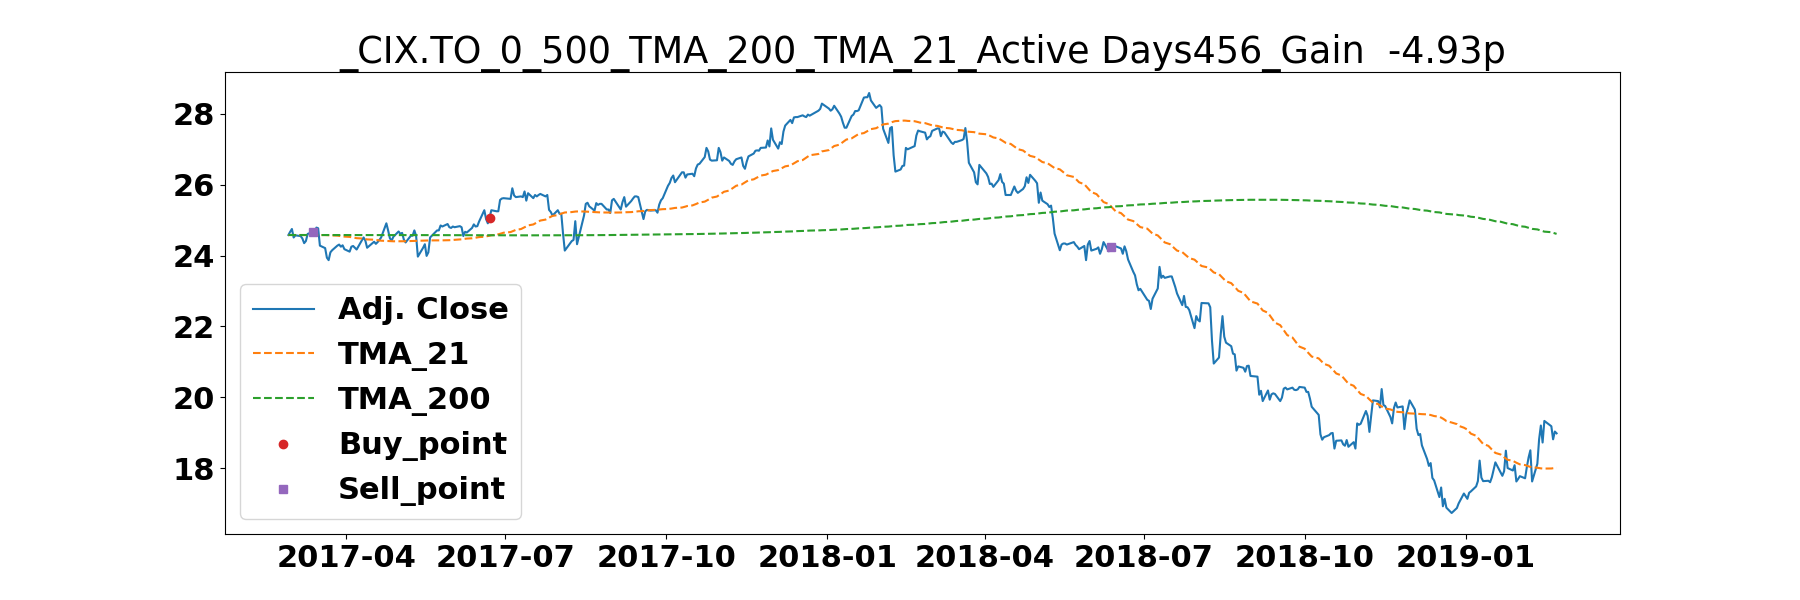 _CIX.TO_0_500_TMA_200_TMA_21_Active Days456_Gain  -4.93p
28
26
24
22
20
18
Adj. Close
TMA_21
TMA_200
Buy_point
Sell_point
2017-04 2017-07 2017-10 2018-01 2018-04 2018-07 2018-10 2019-01